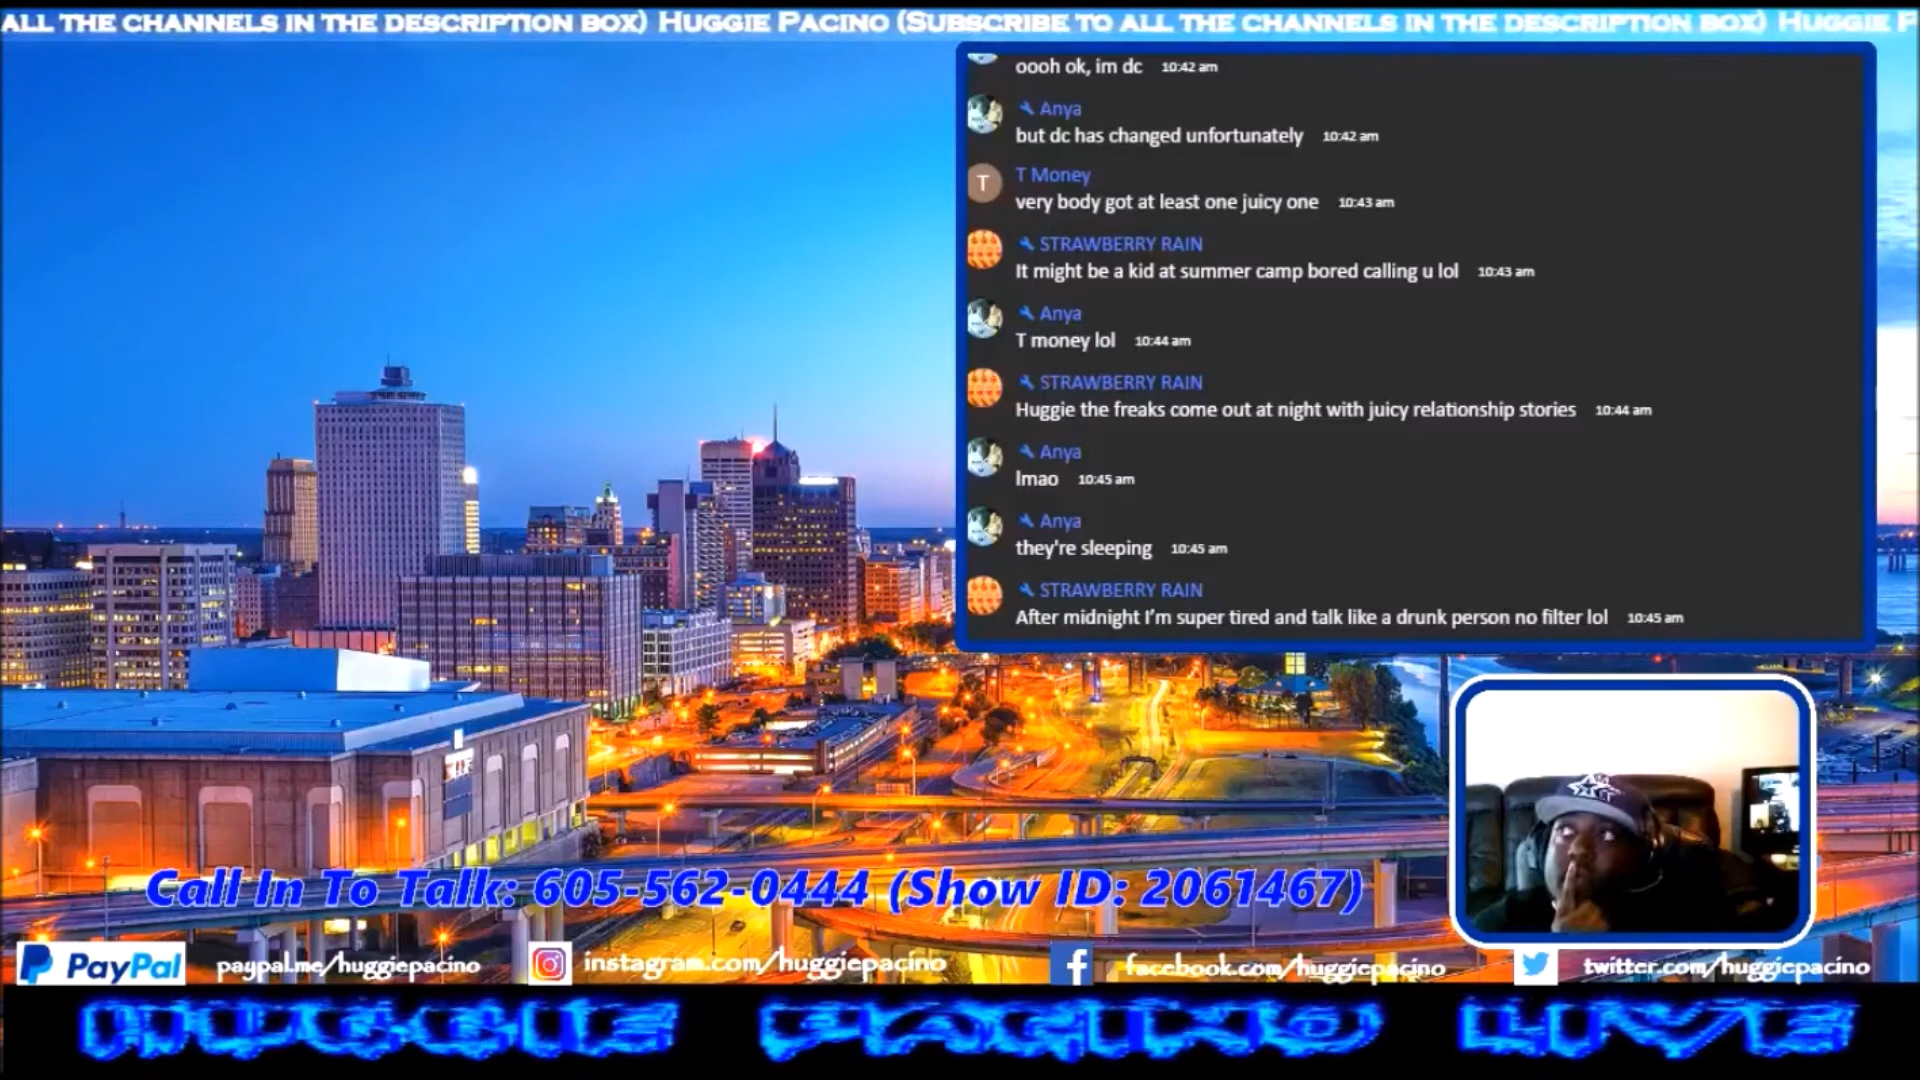 ALL THE CHANNELS IN THE DESCRIPTION BOX) HUGGIE PACINO (SUBSCRIBE TO ALL THE CHANNELS IN THE DESCRIPTION BOX) HUGGIE P
oooh ok, im dc 10:42 am
Anya
but dc has changed unfortunately 10:42 am
T
T Money
very body got at least one juicy one 10:43 am
STRAWBERRY RAIN
It might be a kid at summer camp bored calling u lol 10:43 am
Anya
T money lol 10:44 am
STRAWBERRY RAIN
Huggie the freaks come out at night with juicy relationship stories 10:44 am
Anya
lmao 10:45 am
Anya
they're sleeping 10:45 am
STRAWBERRY RAIN
After midnight I'm super tired and talk like a drunk person no filter lol 10:45 am
Call In To Talk: 605-562-0444 (Show ID: 2061467)
PayPal paypal.me/huggiepacino instagram.com/huggiepacino facebook.com/huggiepacino twitter.com/huggiepacino
HUGGIE PACINO LIVE